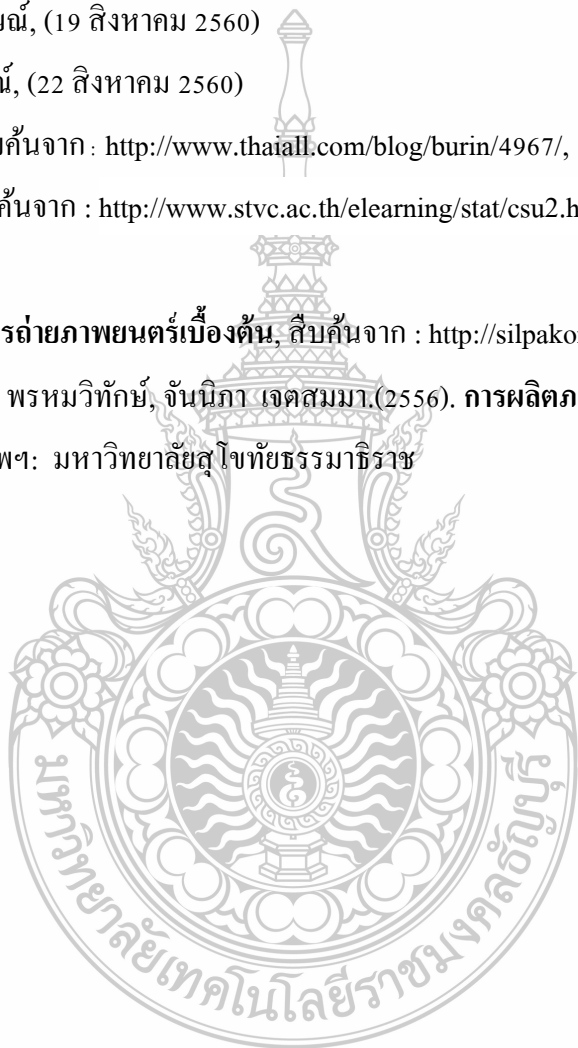 ณ์, (19 สิงหาคม 2560)
ณ์, (22 สิงหาคม 2560)
ค้นจาก : http://www.thaiall.com/blog/burin/4967/,
ค้นจาก : http://www.stvc.ac.th/elearning/stat/csu2.h
รถ่ายภาพยนตร์เบื้องต้น, สืบค้นจาก : http://silpako
พรหมวิทักษ์, จันนิภา เจตสมมา.(2556). การผลิตภ
พฯ: มหาวิทยาลัยสุโขทัยธรรมาธิราช
มหาวิทยาลัยเทคโนโลยีราชมงคลธัญบุรี